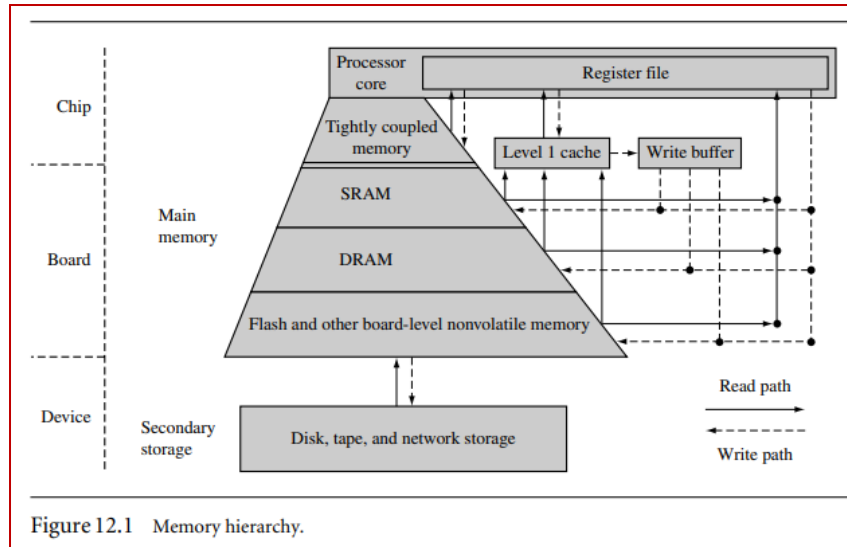 Processor
core
Register file
Chip
Tightly coupled
memory
Level 1 cache
Write buffer
SRAM
Main
memory
Board
DRAM
Flash and other board-level nonvolatile memory
Read path
Device
Secondary
storage
Disk, tape, and network storage
Write path
Figure 12.1 Memory hierarchy.